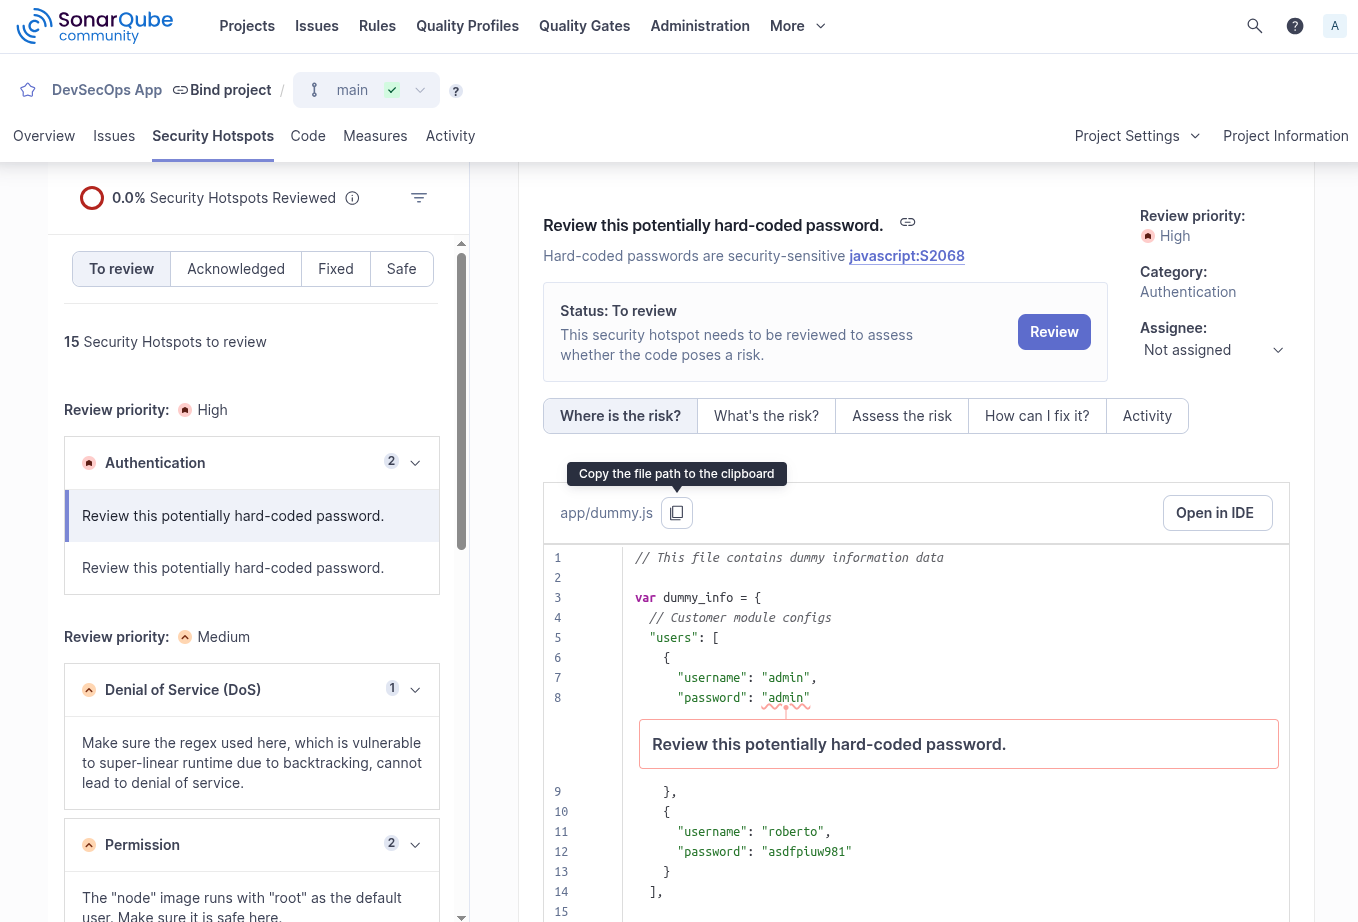 SonarQube
community
Projects Issues Rules Quality Profiles Quality Gates Administration More
? A
DevSecOps App Bind project / main ?
Overview Issues Security Hotspots Code Measures Activity
Project Settings Project Information
0.0% Security Hotspots Reviewed
To review Acknowledged Fixed Safe
15 Security Hotspots to review
Review priority: High
Authentication 2
Review this potentially hard-coded password.
Review this potentially hard-coded password.
Review priority: Medium
Denial of Service (DoS) 1
Make sure the regex used here, which is vulnerable
to super-linear runtime due to backtracking, cannot
lead to denial of service.
Permission 2
The "node" image runs with "root" as the default
user. Make sure it is safe here.
Review this potentially hard-coded password.
Hard-coded passwords are security-sensitive javascript:S2068
Status: To review
This security hotspot needs to be reviewed to assess
whether the code poses a risk.
Review
Review priority:
High
Category:
Authentication
Assignee:
Not assigned
Where is the risk? What's the risk? Assess the risk How can I fix it? Activity
Copy the file path to the clipboard
app/dummy.js
Open in IDE
1 // This file contains dummy information data
2
3 var dummy_info = {
4 // Customer module configs
5 "users": [
6 {
7 "username": "admin",
8 "password": "admin"
Review this potentially hard-coded password.
9 },
10 {
11 "username": "roberto",
12 "password": "asdfpiuw981"
13 }
14 ],
15